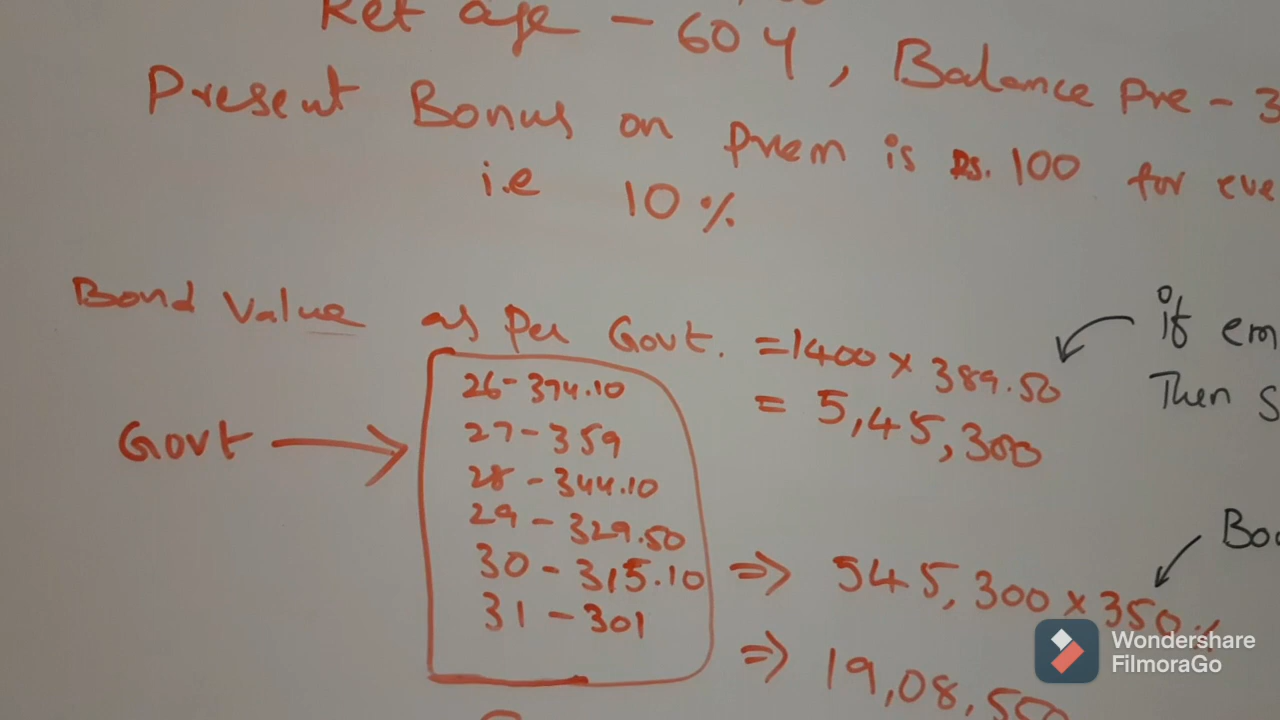 Ret age - 60 y, Balance Pre - 3
Present Bonus on Prem is Rs. 100 for eve
i.e 10%
Bond Value as Per Govt. = 1400 x 389.50
= 5,45,300
if em
Then S
Govt →
26 - 374.10
27 - 359
28 - 344.10
29 - 329.50
30 - 315.10
31 - 301
⇒ 545,300 x 350%
Boo
⇒ 19,08,550
Wondershare
FilmoraGo